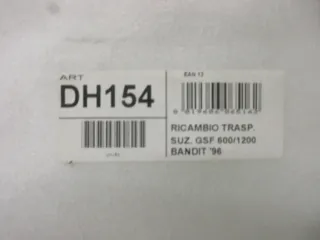 ART
DH154
EAN 13
RICAMBIO TRASP.
SUZ. GSF 600/1200
BANDIT '96